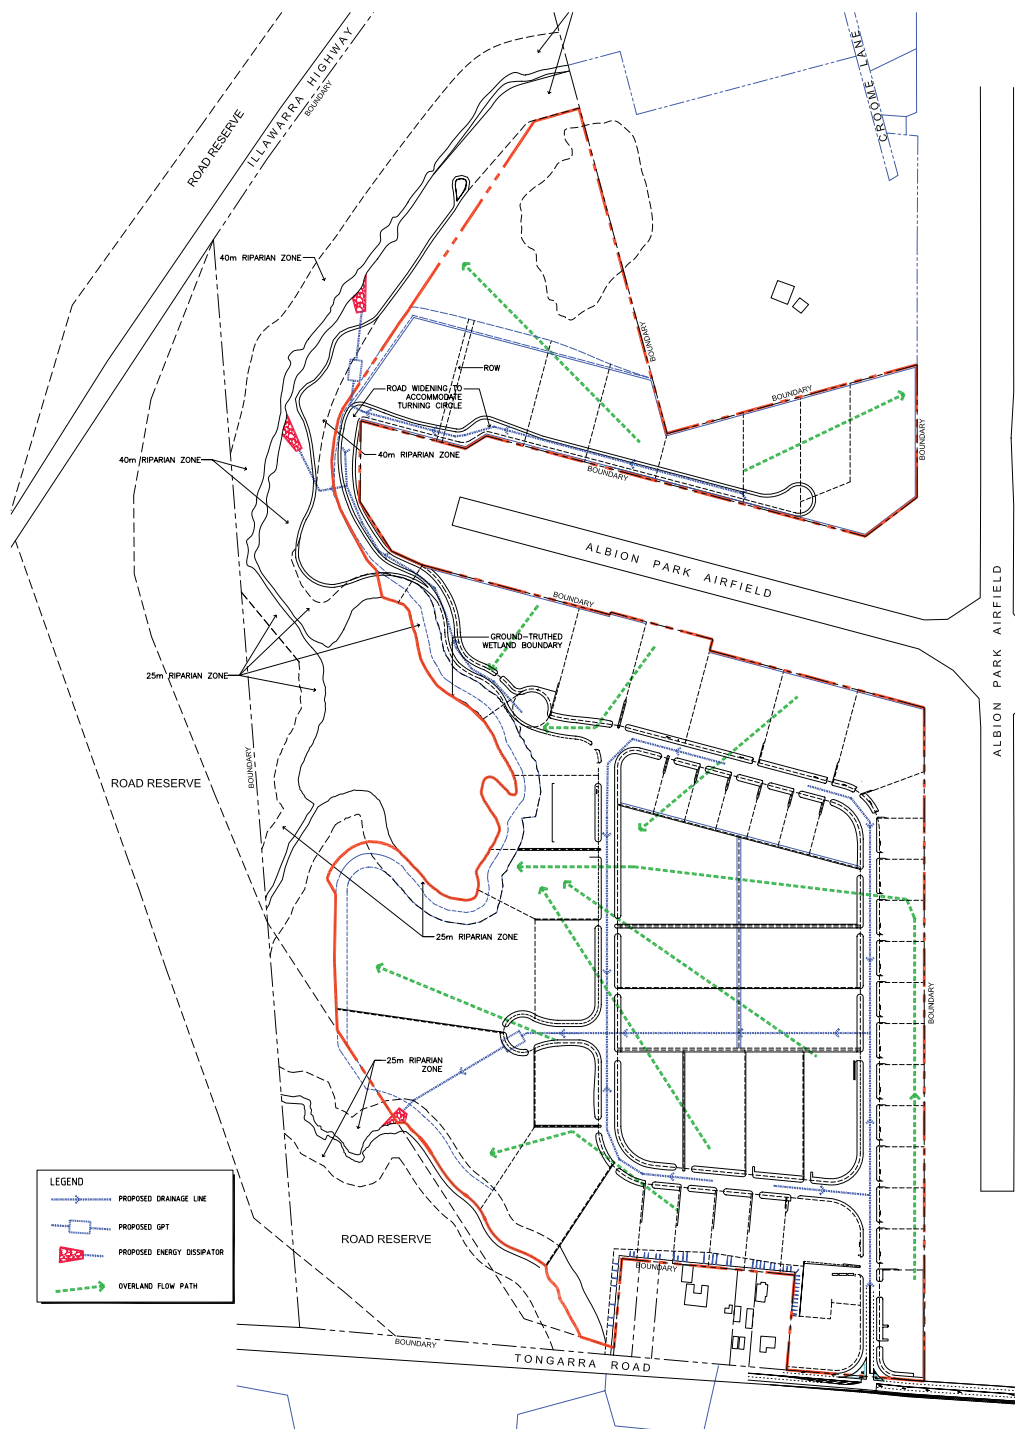 CROOME LANE
ILLAWARRA HIGHWAY
BOUNDARY
ROAD RESERVE
40m RIPARIAN ZONE
BOUNDARY
ROW
ROAD WIDENING TO
ACCOMMODATE
TURNING CIRCLE
BOUNDARY
BOUNDARY
40m RIPARIAN ZONE
40m RIPARIAN ZONE
BOUNDARY
ALBION PARK AIRFIELD
ALBION PARK AIRFIELD
BOUNDARY
GROUND-TRUTHED
WETLAND BOUNDARY
25m RIPARIAN ZONE
BOUNDARY
ROAD RESERVE
25m RIPARIAN ZONE
BOUNDARY
25m RIPARIAN
ZONE
LEGEND
PROPOSED DRAINAGE LINE
PROPOSED GPT
PROPOSED ENERGY DISSIPATOR
OVERLAND FLOW PATH
ROAD RESERVE
BOUNDARY
BOUNDARY
TONGARRA ROAD